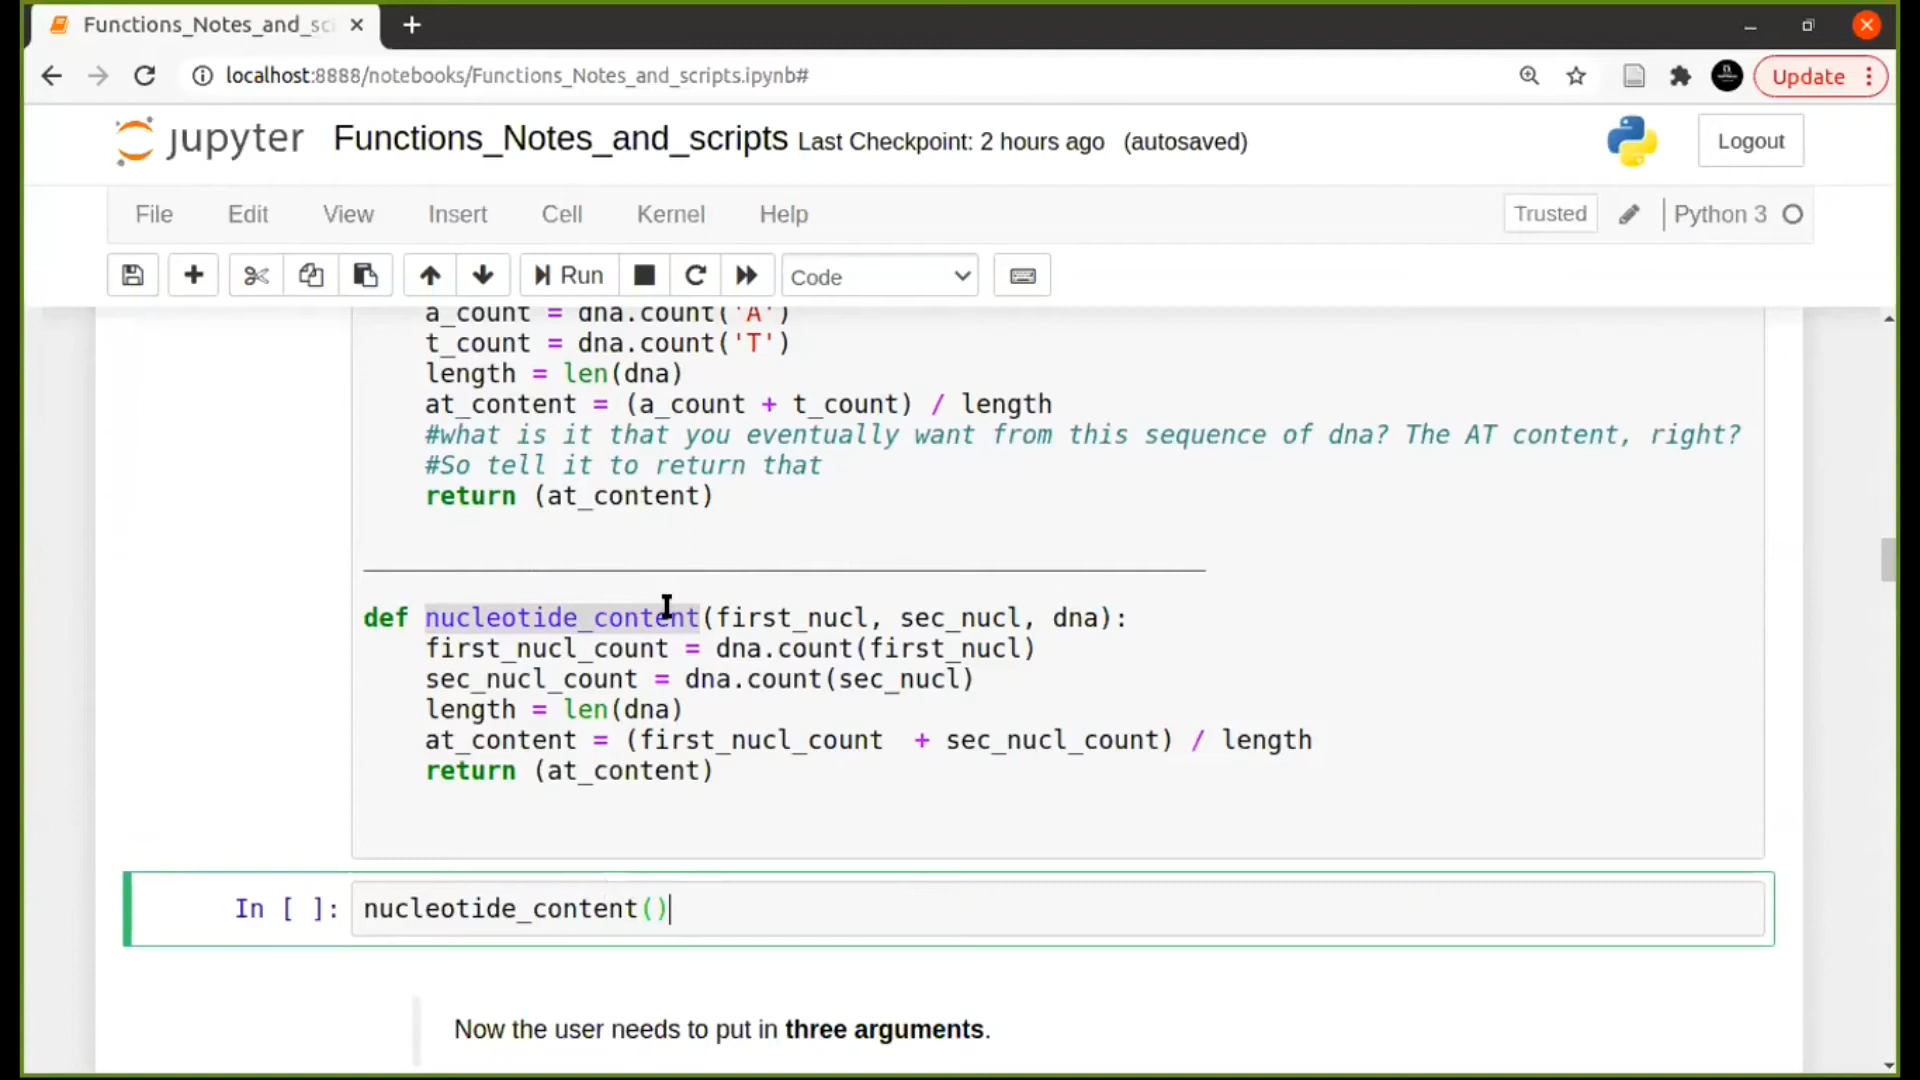 Functions_Notes_and_sc
localhost:8888/notebooks/Functions_Notes_and_scripts.ipynb#
Update
jupyter Functions_Notes_and_scripts Last Checkpoint: 2 hours ago (autosaved)
Logout
File Edit View Insert Cell Kernel Help
Trusted Python 3
Run Code
a_count = dna.count('A')
t_count = dna.count('T')
length = len(dna)
at_content = (a_count + t_count) / length
#what is it that you eventually want from this sequence of dna? The AT content, right?
#So tell it to return that
return (at_content)
def nucleotide_content(first_nucl, sec_nucl, dna):
first_nucl_count = dna.count(first_nucl)
sec_nucl_count = dna.count(sec_nucl)
length = len(dna)
at_content = (first_nucl_count  + sec_nucl_count) / length
return (at_content)
In [ ]: nucleotide_content()
Now the user needs to put in three arguments.